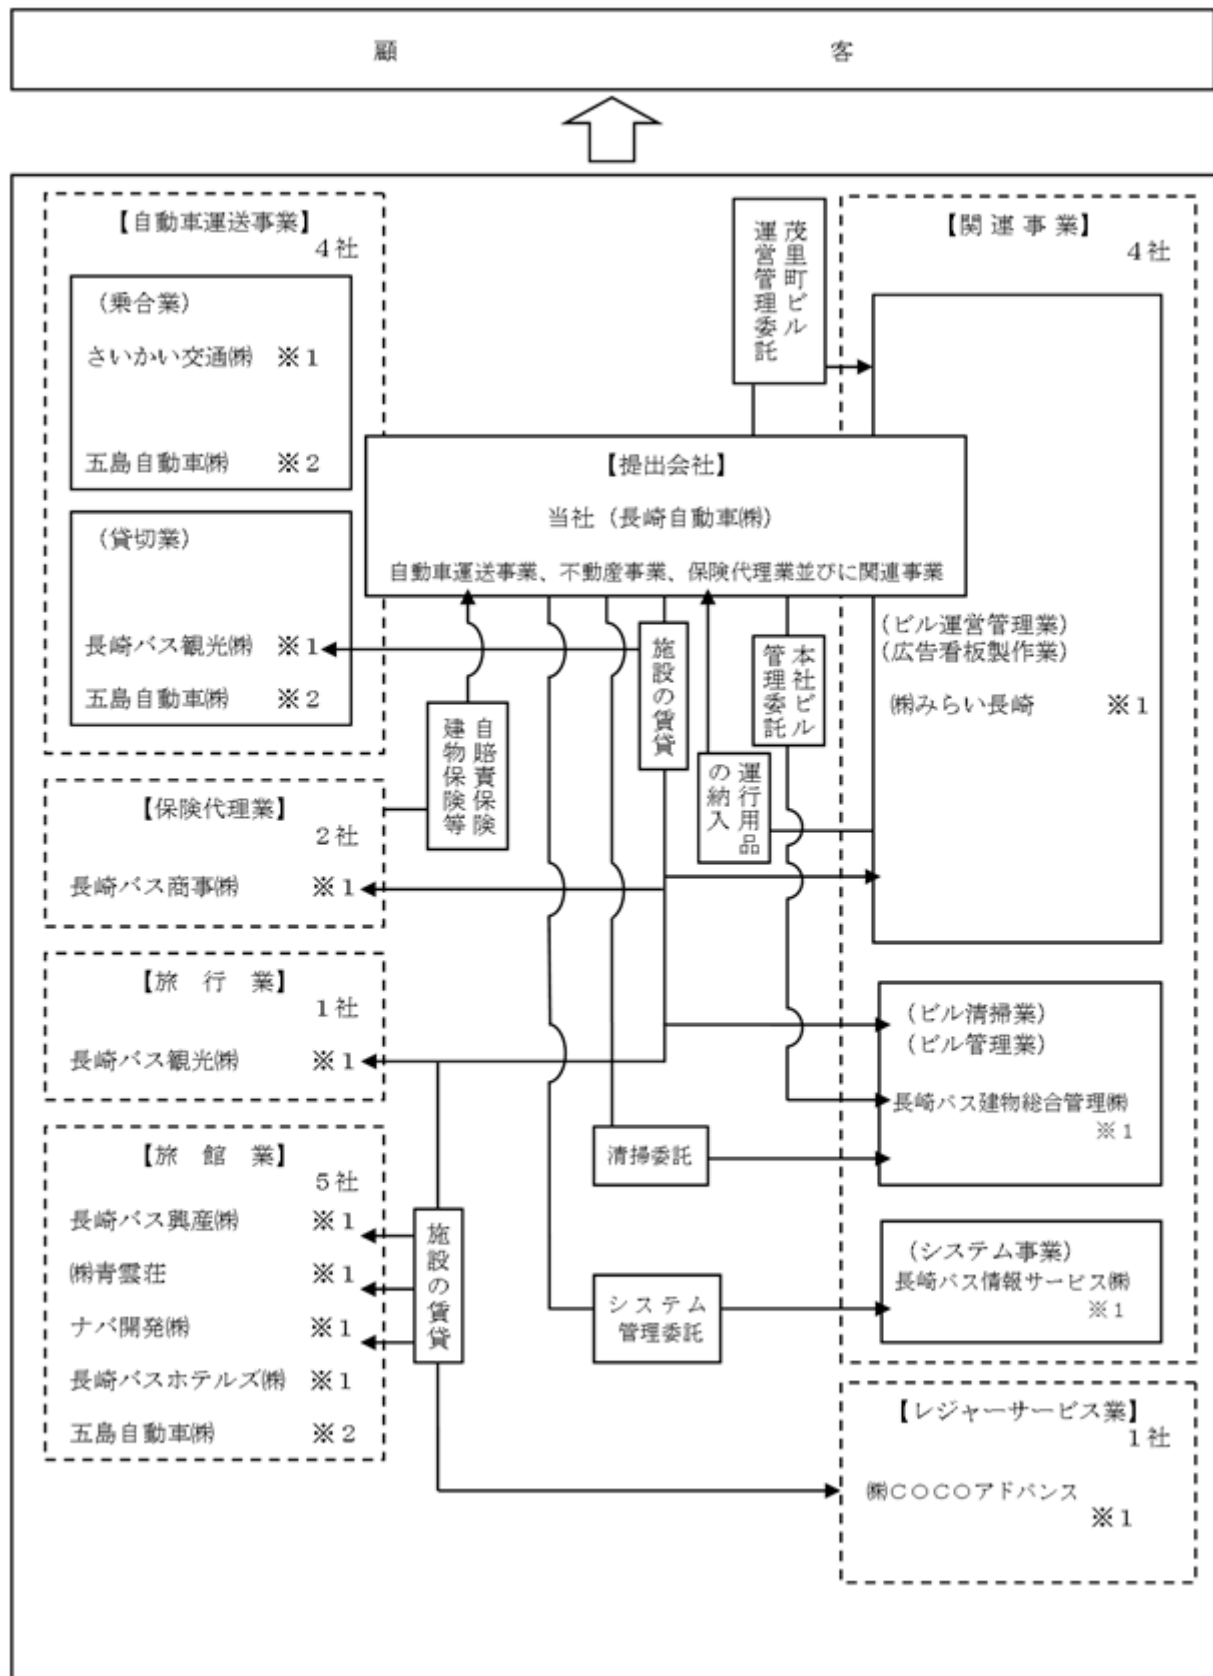 顧 客
【自動車運送事業】
4社
(乗合業)
さいかい交通㈱ ※1
五島自動車㈱ ※2
(貸切業)
長崎バス観光㈱ ※1
五島自動車㈱ ※2
【保険代理業】
2社
長崎バス商事㈱ ※1
【旅 行 業】
1社
長崎バス観光㈱ ※1
【旅 館 業】
5社
長崎バス興産㈱ ※1
㈱青雲荘 ※1
ナバ開発㈱ ※1
長崎バスホテルズ㈱ ※1
五島自動車㈱ ※2
茂里町ビル
運営管理委託
【提出会社】
当社(長崎自動車㈱)
自動車運送事業、不動産事業、保険代理業並びに関連事業
自賠責保険
建物保険等
施設の賃貸
本社ビル
管理委託
運行用品
の納入
清掃委託
施設の賃貸
システム
管理委託
【関 連 事 業】
4社
(ビル運営管理業)
(広告看板製作業)
㈱みらい長崎 ※1
(ビル清掃業)
(ビル管理業)
長崎バス建物総合管理㈱
※1
(システム事業)
長崎バス情報サービス㈱
※1
【レジャーサービス業】
1社
㈱COCOアドバンス
※1